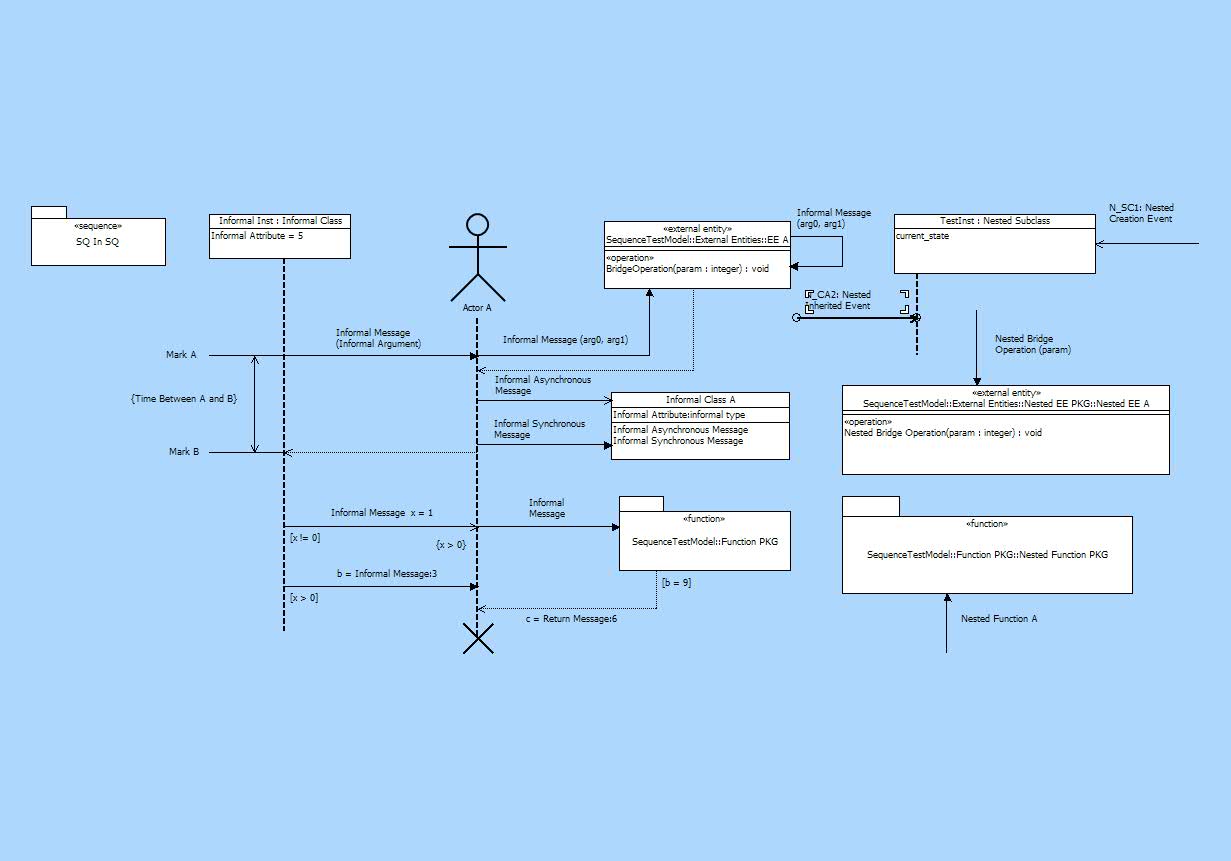 «sequence»
SQ In SQ
Informal Inst : Informal Class
Informal Attribute = 5
Actor A
«external entity»
SequenceTestModel::External Entities::EE A
«operation»
BridgeOperation(param : integer) : void
Informal Message
(arg0, arg1)
TestInst : Nested Subclass
current_state
N_SC1: Nested
Creation Event
_CA2: Nested
Inherited Event
Mark A
Informal Message
(Informal Argument)
Informal Message (arg0, arg1)
Nested Bridge
Operation (param)
{Time Between A and B}
Informal Asynchronous
Message
Informal Class A
Informal Attribute:informal type
Informal Asynchronous Message
Informal Synchronous Message
Informal Synchronous
Message
«external entity»
SequenceTestModel::External Entities::Nested EE PKG::Nested EE A
«operation»
Nested Bridge Operation(param : integer) : void
Mark B
Informal Message  x = 1
[x != 0]
{x > 0}
Informal
Message
«function»
SequenceTestModel::Function PKG
«function»
SequenceTestModel::Function PKG::Nested Function PKG
b = Informal Message:3
[x > 0]
[b = 9]
c = Return Message:6
Nested Function A